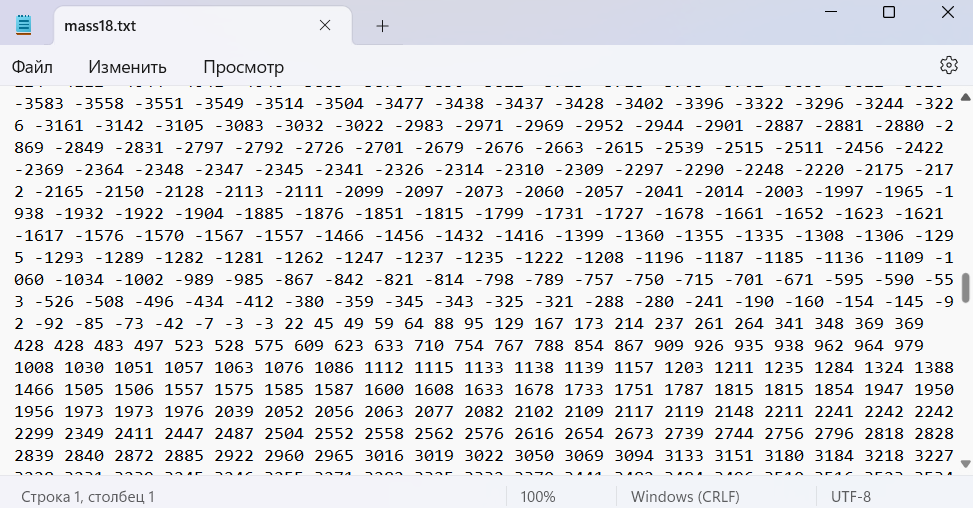 mass18.txt
Файл Изменить Просмотр
-3583 -3558 -3551 -3549 -3514 -3504 -3477 -3438 -3437 -3428 -3402 -3396 -3322 -3296 -3244 -322
6 -3161 -3142 -3105 -3083 -3032 -3022 -2983 -2971 -2969 -2952 -2944 -2901 -2887 -2881 -2880 -2
869 -2849 -2831 -2797 -2792 -2726 -2701 -2679 -2676 -2663 -2615 -2539 -2515 -2511 -2456 -2422
-2369 -2364 -2348 -2347 -2345 -2341 -2326 -2314 -2310 -2309 -2297 -2290 -2248 -2220 -2175 -217
2 -2165 -2150 -2128 -2113 -2111 -2099 -2097 -2073 -2060 -2057 -2041 -2014 -2003 -1997 -1965 -1
938 -1932 -1922 -1904 -1885 -1876 -1851 -1815 -1799 -1731 -1727 -1678 -1661 -1652 -1623 -1621
-1617 -1576 -1570 -1567 -1557 -1466 -1456 -1432 -1416 -1399 -1360 -1355 -1335 -1308 -1306 -129
5 -1293 -1289 -1282 -1281 -1262 -1247 -1237 -1235 -1222 -1208 -1196 -1187 -1185 -1136 -1109 -1
060 -1034 -1002 -989 -985 -867 -842 -821 -814 -798 -789 -757 -750 -715 -701 -671 -595 -590 -55
3 -526 -508 -496 -434 -412 -380 -359 -345 -343 -325 -321 -288 -280 -241 -190 -160 -154 -145 -9
2 -92 -85 -73 -42 -7 -3 -3 22 45 49 59 64 88 95 129 167 173 214 237 261 264 341 348 369 369
428 428 483 497 523 528 575 609 623 633 710 754 767 788 854 867 909 926 935 938 962 964 979
1008 1030 1051 1057 1063 1076 1086 1112 1115 1133 1138 1139 1157 1203 1211 1235 1284 1324 1388
1466 1505 1506 1557 1575 1585 1587 1600 1608 1633 1678 1733 1751 1787 1815 1815 1854 1947 1950
1956 1973 1973 1976 2039 2052 2056 2063 2077 2082 2102 2109 2117 2119 2148 2211 2241 2242 2242
2299 2349 2411 2447 2487 2504 2552 2558 2562 2576 2616 2654 2673 2739 2744 2756 2796 2818 2828
2839 2840 2872 2885 2922 2960 2965 3016 3019 3022 3050 3069 3094 3133 3151 3180 3184 3218 3227
Строка 1, столбец 1 100% Windows (CRLF) UTF-8